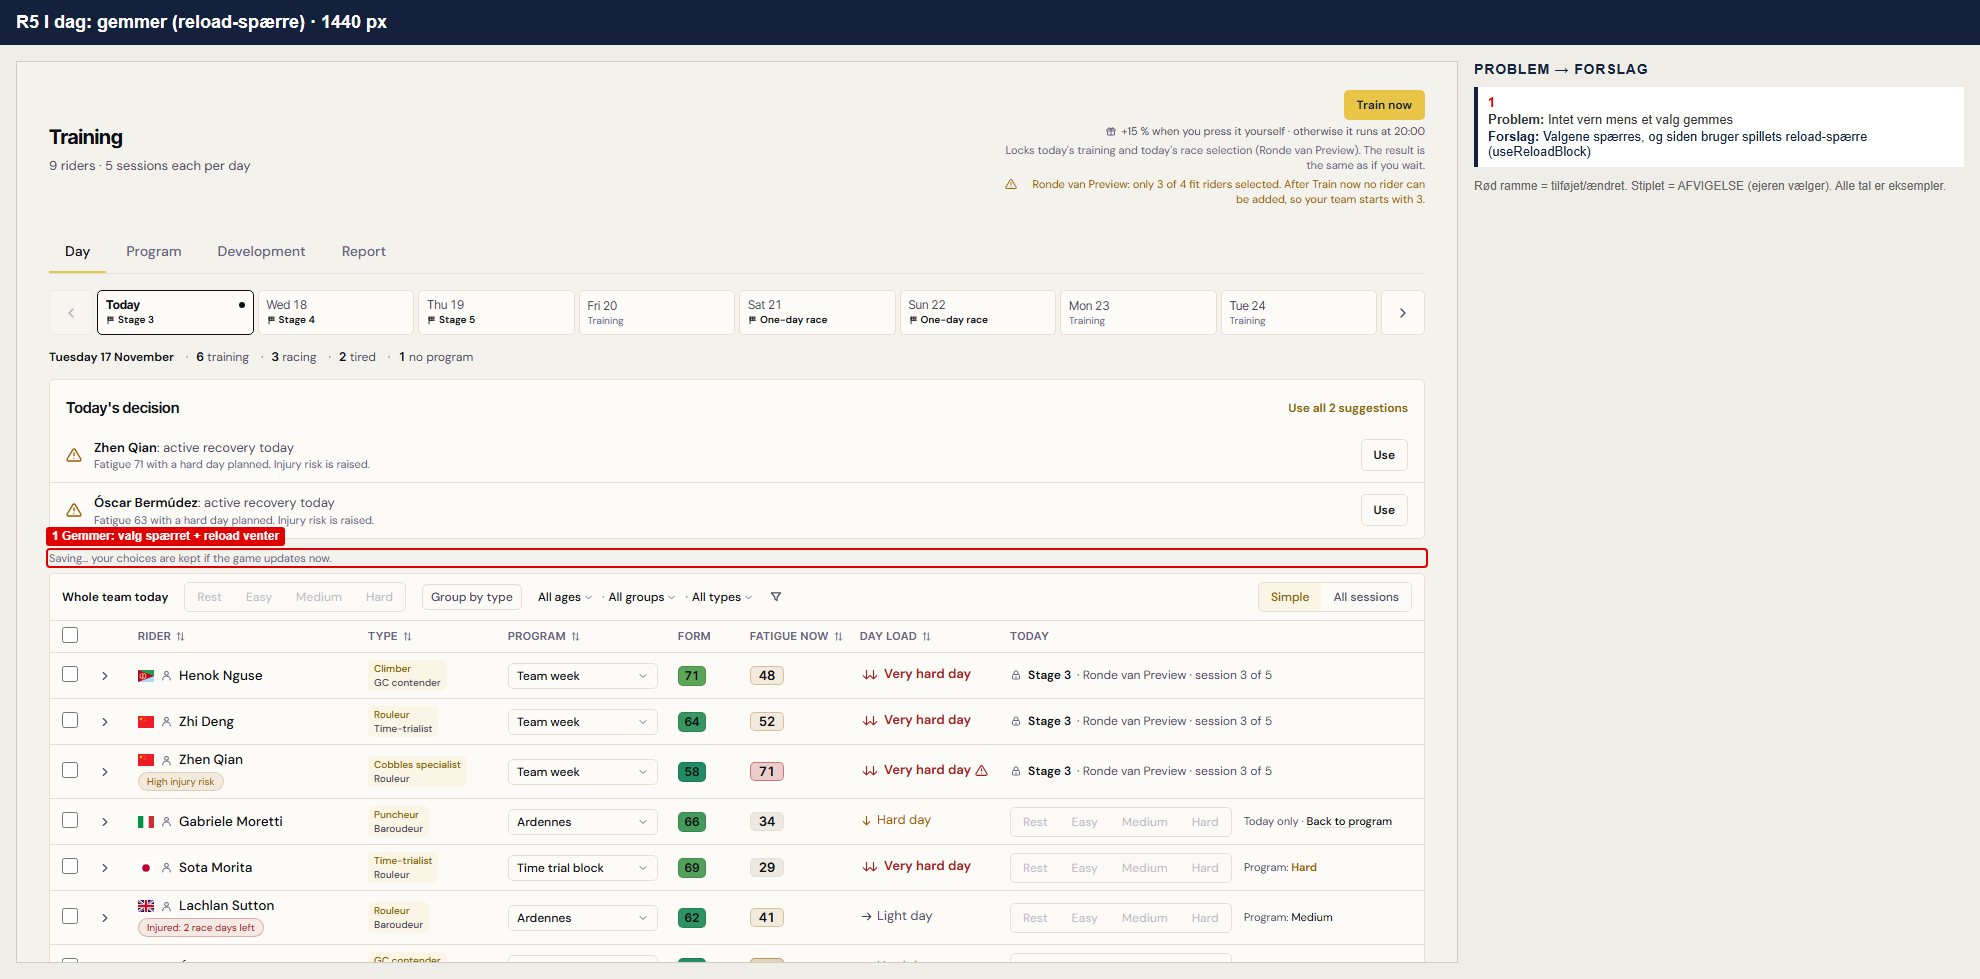 R5 I dag: gemmer (reload-spærre) · 1440 px
PROBLEM → FORSLAG
1
Problem: Intet vern mens et valg gemmes
Forslag: Valgene spærres, og siden bruger spillets reload-spærre
(useReloadBlock)
Rød ramme = tilføjet/ændret. Stiplet = AFVIGELSE (ejeren vælger). Alle tal er eksempler.
Train now
Training
9 riders · 5 sessions each per day
+15 % when you press it yourself · otherwise it runs at 20:00
Locks today's training and today's race selection (Ronde van Preview). The result is
the same as if you wait.
Ronde van Preview: only 3 of 4 fit riders selected. After Train now no rider can
be added, so your team starts with 3.
Day Program Development Report
Today Wed 18 Thu 19 Fri 20 Sat 21 Sun 22 Mon 23 Tue 24
Stage 3 Stage 4 Stage 5 Training One-day race One-day race Training Training
Tuesday 17 November · 6 training · 3 racing · 2 tired · 1 no program
Today's decision Use all 2 suggestions
Zhen Qian: active recovery today
Fatigue 71 with a hard day planned. Injury risk is raised.
Use
Óscar Bermúdez: active recovery today
Fatigue 63 with a hard day planned. Injury risk is raised.
Use
1 Gemmer: valg spærret + reload venter
Saving... your choices are kept if the game updates now.
Whole team today Rest Easy Medium Hard Group by type All ages · All groups · All types Simple All sessions
RIDER TYPE PROGRAM FORM FATIGUE NOW DAY LOAD TODAY
Henok Nguse Climber GC contender Team week 71 48 Very hard day Stage 3 · Ronde van Preview · session 3 of 5
Zhi Deng Rouleur Time-trialist Team week 64 52 Very hard day Stage 3 · Ronde van Preview · session 3 of 5
Zhen Qian High injury risk Cobbles specialist Rouleur Team week 58 71 Very hard day Stage 3 · Ronde van Preview · session 3 of 5
Gabriele Moretti Puncheur Baroudeur Ardennes 66 34 Hard day Rest Easy Medium Hard Today only · Back to program
Sota Morita Time-trialist Rouleur Time trial block 69 29 Very hard day Rest Easy Medium Hard Program: Hard
Lachlan Sutton Injured: 2 race days left Rouleur Baroudeur Ardennes 62 41 Light day Rest Easy Medium Hard Program: Medium
GC contender